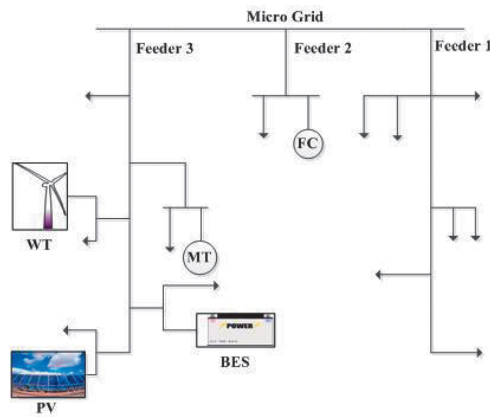 Micro Grid
Feeder 3
Feeder 2
Feeder 1
FC
WT
MT
POWER
BES
PV